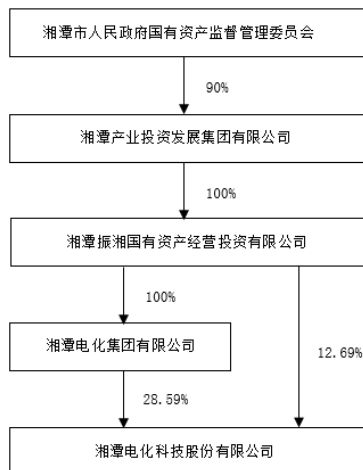 湘潭市人民政府国有资产监督管理委员会
90%
湘潭产业投资发展集团有限公司
100%
湘潭振湘国有资产经营投资有限公司
100%
湘潭电化集团有限公司
12.69%
28.59%
湘潭电化科技股份有限公司